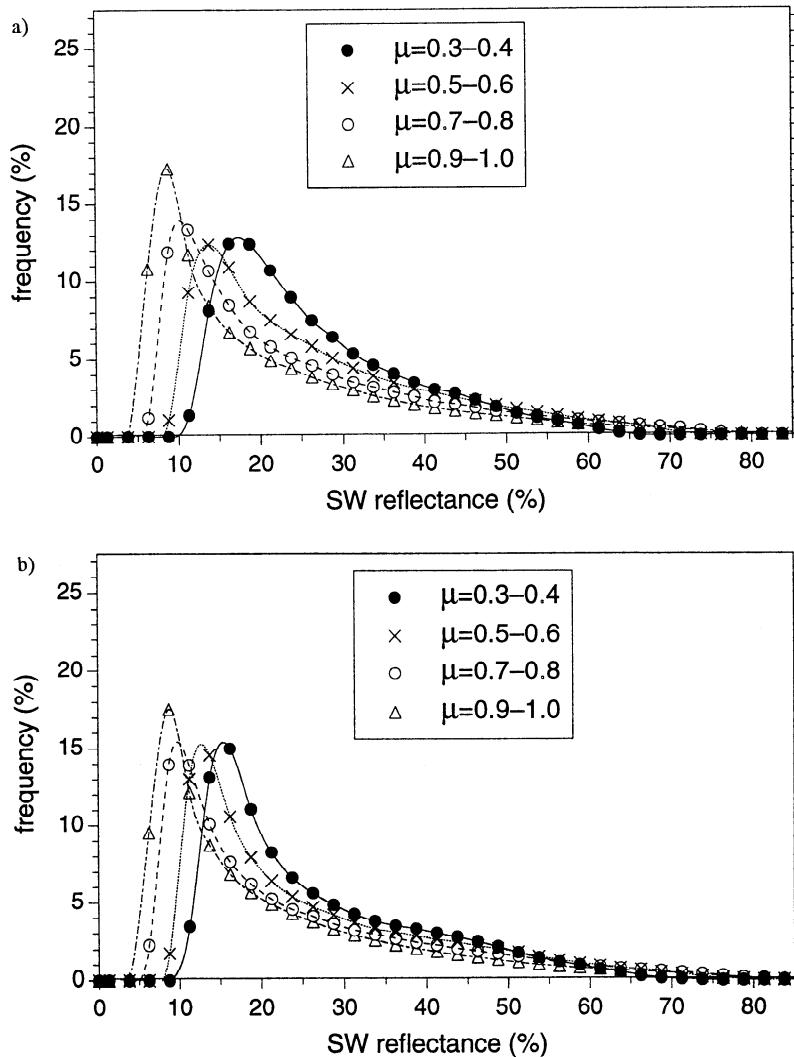 a)
frequency (%)
25
20
15
10
5
0
μ=0.3–0.4
μ=0.5–0.6
μ=0.7–0.8
μ=0.9–1.0
0 10 20 30 40 50 60 70 80
SW reflectance (%)
b)
frequency (%)
25
20
15
10
5
0
μ=0.3–0.4
μ=0.5–0.6
μ=0.7–0.8
μ=0.9–1.0
0 10 20 30 40 50 60 70 80
SW reflectance (%)